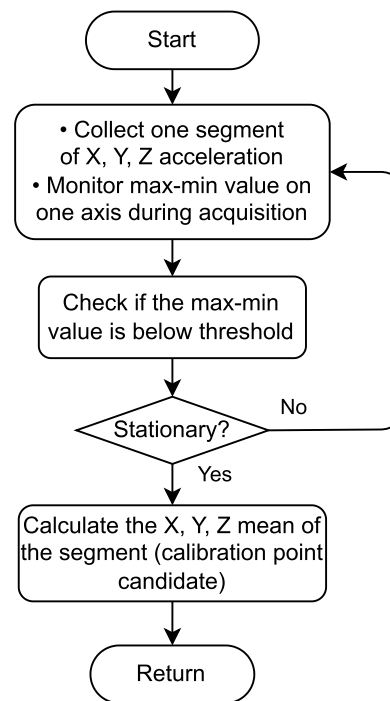 Start
• Collect one segment
of X, Y, Z acceleration
• Monitor max-min value on
one axis during acquisition
Check if the max-min
value is below threshold
Stationary?
No
Yes
Calculate the X, Y, Z mean of
the segment (calibration point
candidate)
Return